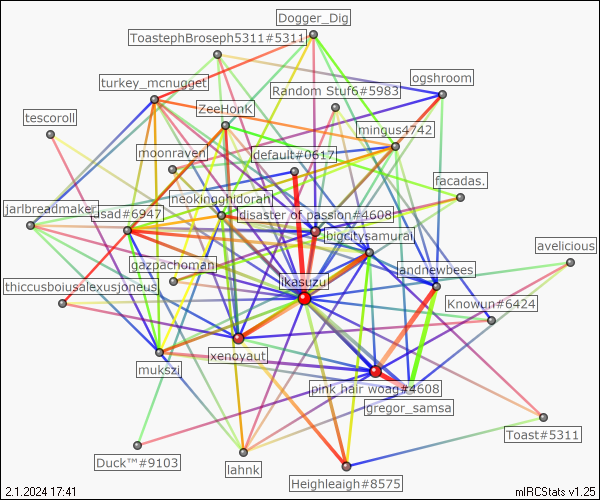 Dogger_Dig
ToastephBroseph5311#5311
turkey_mcnugget
ogshroom
Random Stuf6#5983
ZeeHonK
tescoroll
mingus4742
moonraven
default#0617
facadas.
neokingghidorah
jarlbreadmaker
Jsad#6947
disaster of passion#4608
bigcitysamurai
avelicious
gazpachoman
landnewbees
ikasuzu
thiccusboiusalexusjoneus
Knowun#6424
xenoyaut
mukszi
pink hair woag#4608
gregor_samsa
Toast#5311
Duck™#9103
lahnk
Heighleaigh#8575
2.1.2024 17:41
mIRCStats v1.25